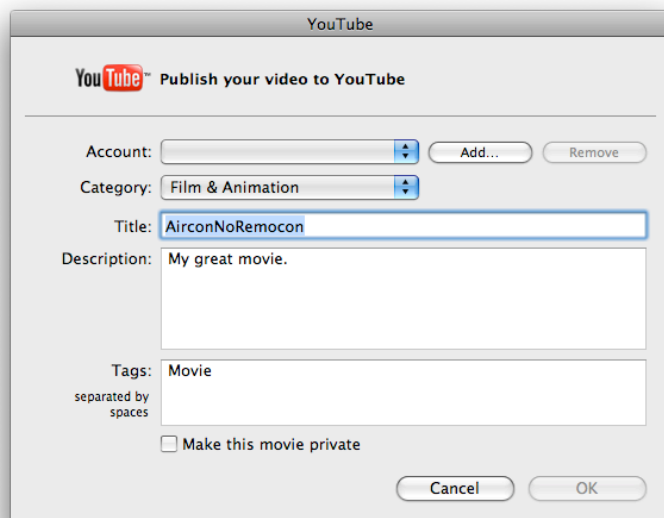 YouTube
YouTube™ Publish your video to YouTube
Account: Add... Remove
Category: Film & Animation
Title: AirconNoRemocon
Description: My great movie.
Tags: Movie
separated by
spaces
Make this movie private
Cancel OK